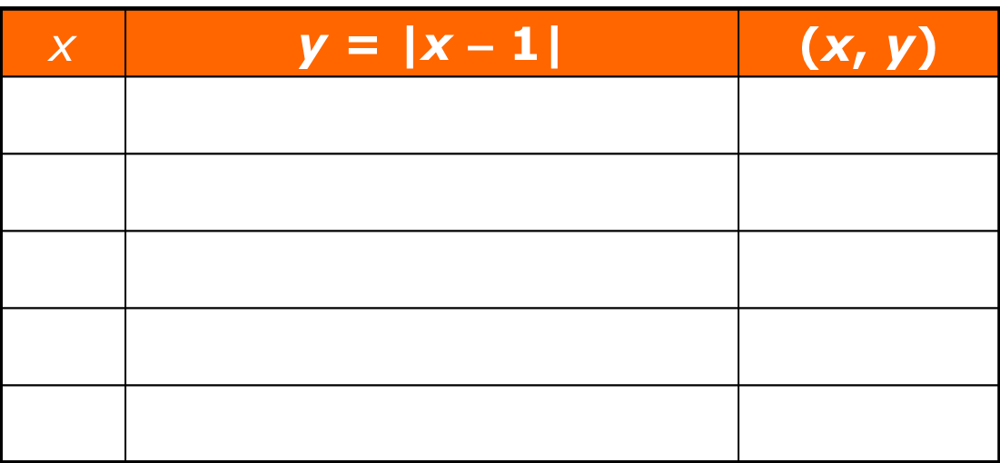 x y = |x – 1| (x, y)